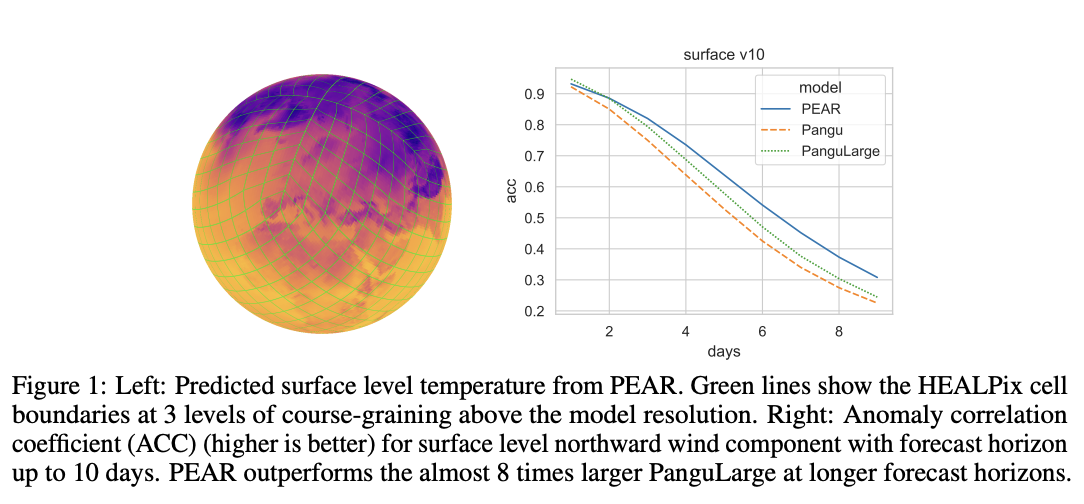 surface v10
model
PEAR
Pangu
PanguLarge
acc
0.9
0.8
0.7
0.6
0.5
0.4
0.3
0.2
2 4 6 8
days
Figure 1: Left: Predicted surface level temperature from PEAR. Green lines show the HEALPix cell
boundaries at 3 levels of course-graining above the model resolution. Right: Anomaly correlation
coefficient (ACC) (higher is better) for surface level northward wind component with forecast horizon
up to 10 days. PEAR outperforms the almost 8 times larger PanguLarge at longer forecast horizons.